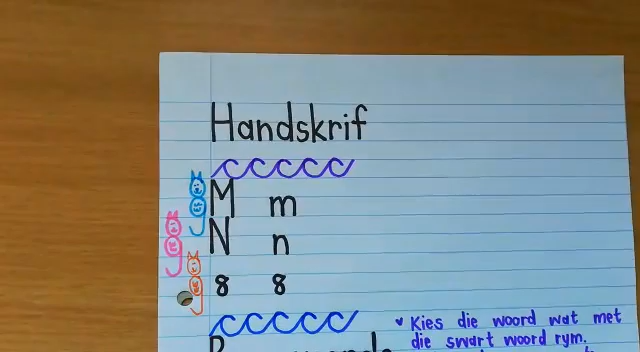 Handskrif
M m
N n
8 8
Kies die woord wat met
die swart woord rym.